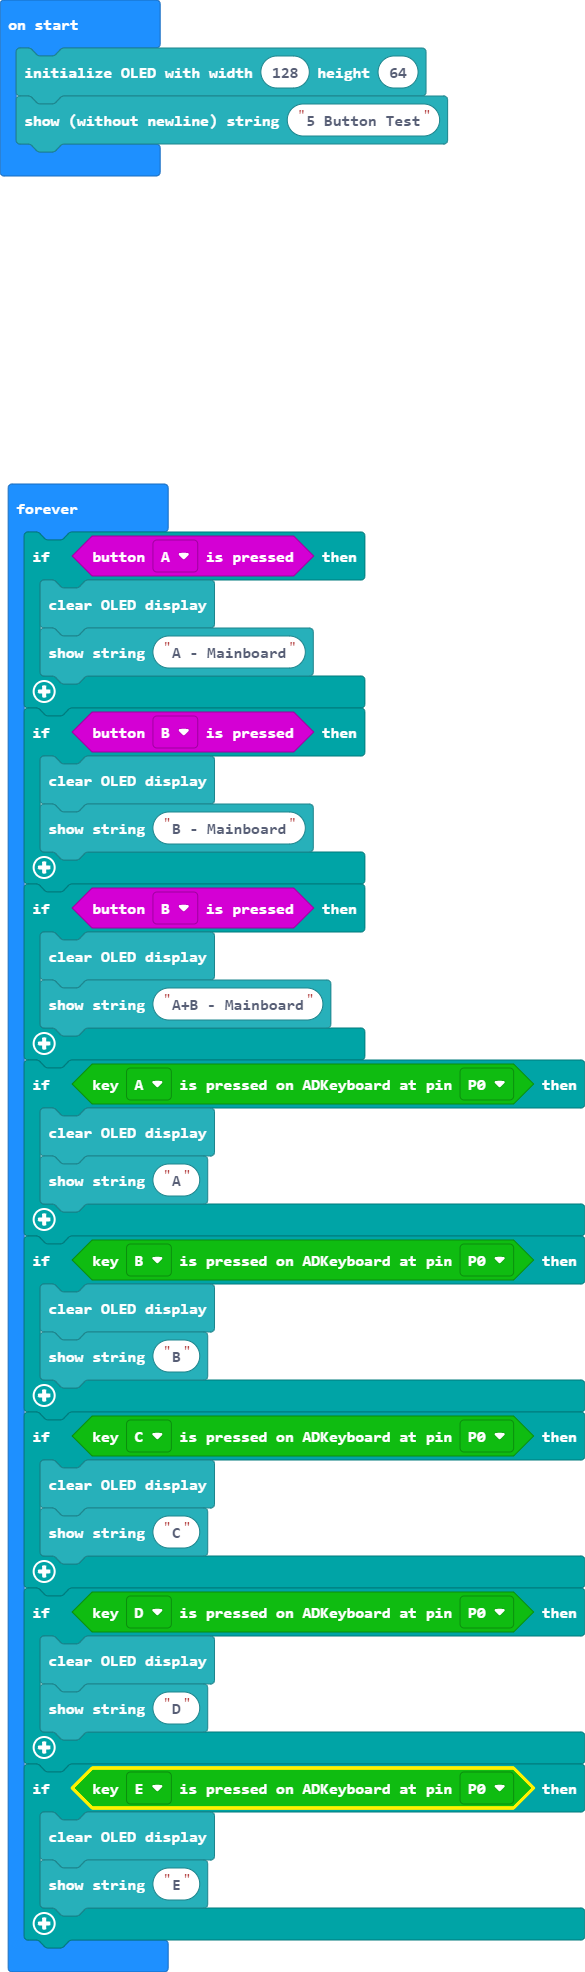 on start
initialize OLED with width 128 height 64
show (without newline) string "5 Button Test"
forever
if button A is pressed then
clear OLED display
show string "A - Mainboard"
if button B is pressed then
clear OLED display
show string "B - Mainboard"
if button B is pressed then
clear OLED display
show string "A+B - Mainboard"
if key A is pressed on ADKeyboard at pin P0 then
clear OLED display
show string "A"
if key B is pressed on ADKeyboard at pin P0 then
clear OLED display
show string "B"
if key C is pressed on ADKeyboard at pin P0 then
clear OLED display
show string "C"
if key D is pressed on ADKeyboard at pin P0 then
clear OLED display
show string "D"
if key E is pressed on ADKeyboard at pin P0 then
clear OLED display
show string "E"